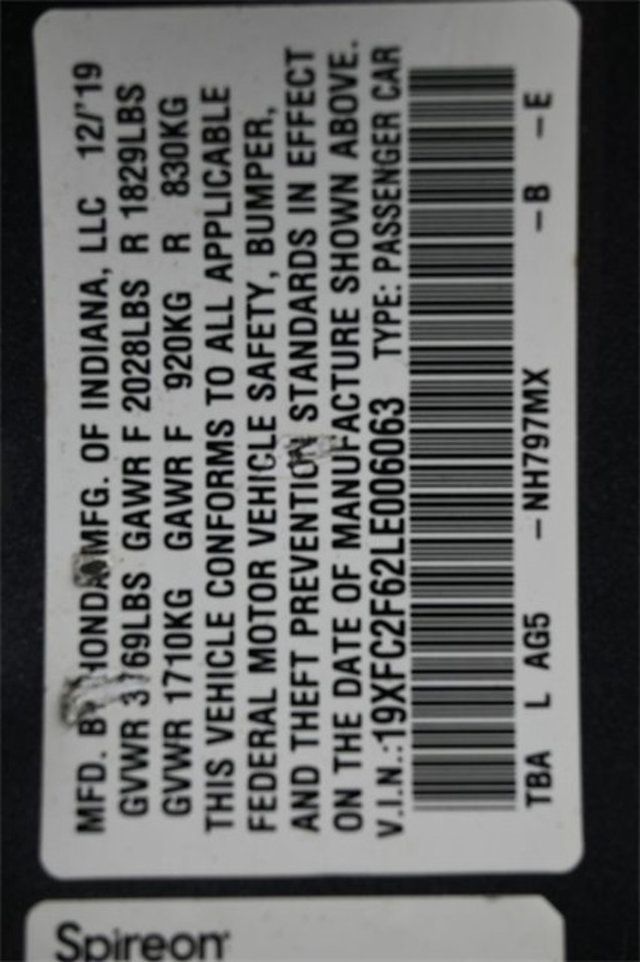 MFD. BY HONDA MFG. OF INDIANA, LLC 12/'19
GVWR 3769LBS GAWR F 2028LBS R 1829LBS
GVWR 1710KG GAWR F 920KG R 830KG
THIS VEHICLE CONFORMS TO ALL APPLICABLE
FEDERAL MOTOR VEHICLE SAFETY, BUMPER,
AND THEFT PREVENTION STANDARDS IN EFFECT
ON THE DATE OF MANUFACTURE SHOWN ABOVE.
V.I.N.:19XFC2F62LE006063 TYPE: PASSENGER CAR
TBA L AG5 –NH797MX –B –E
Spireon